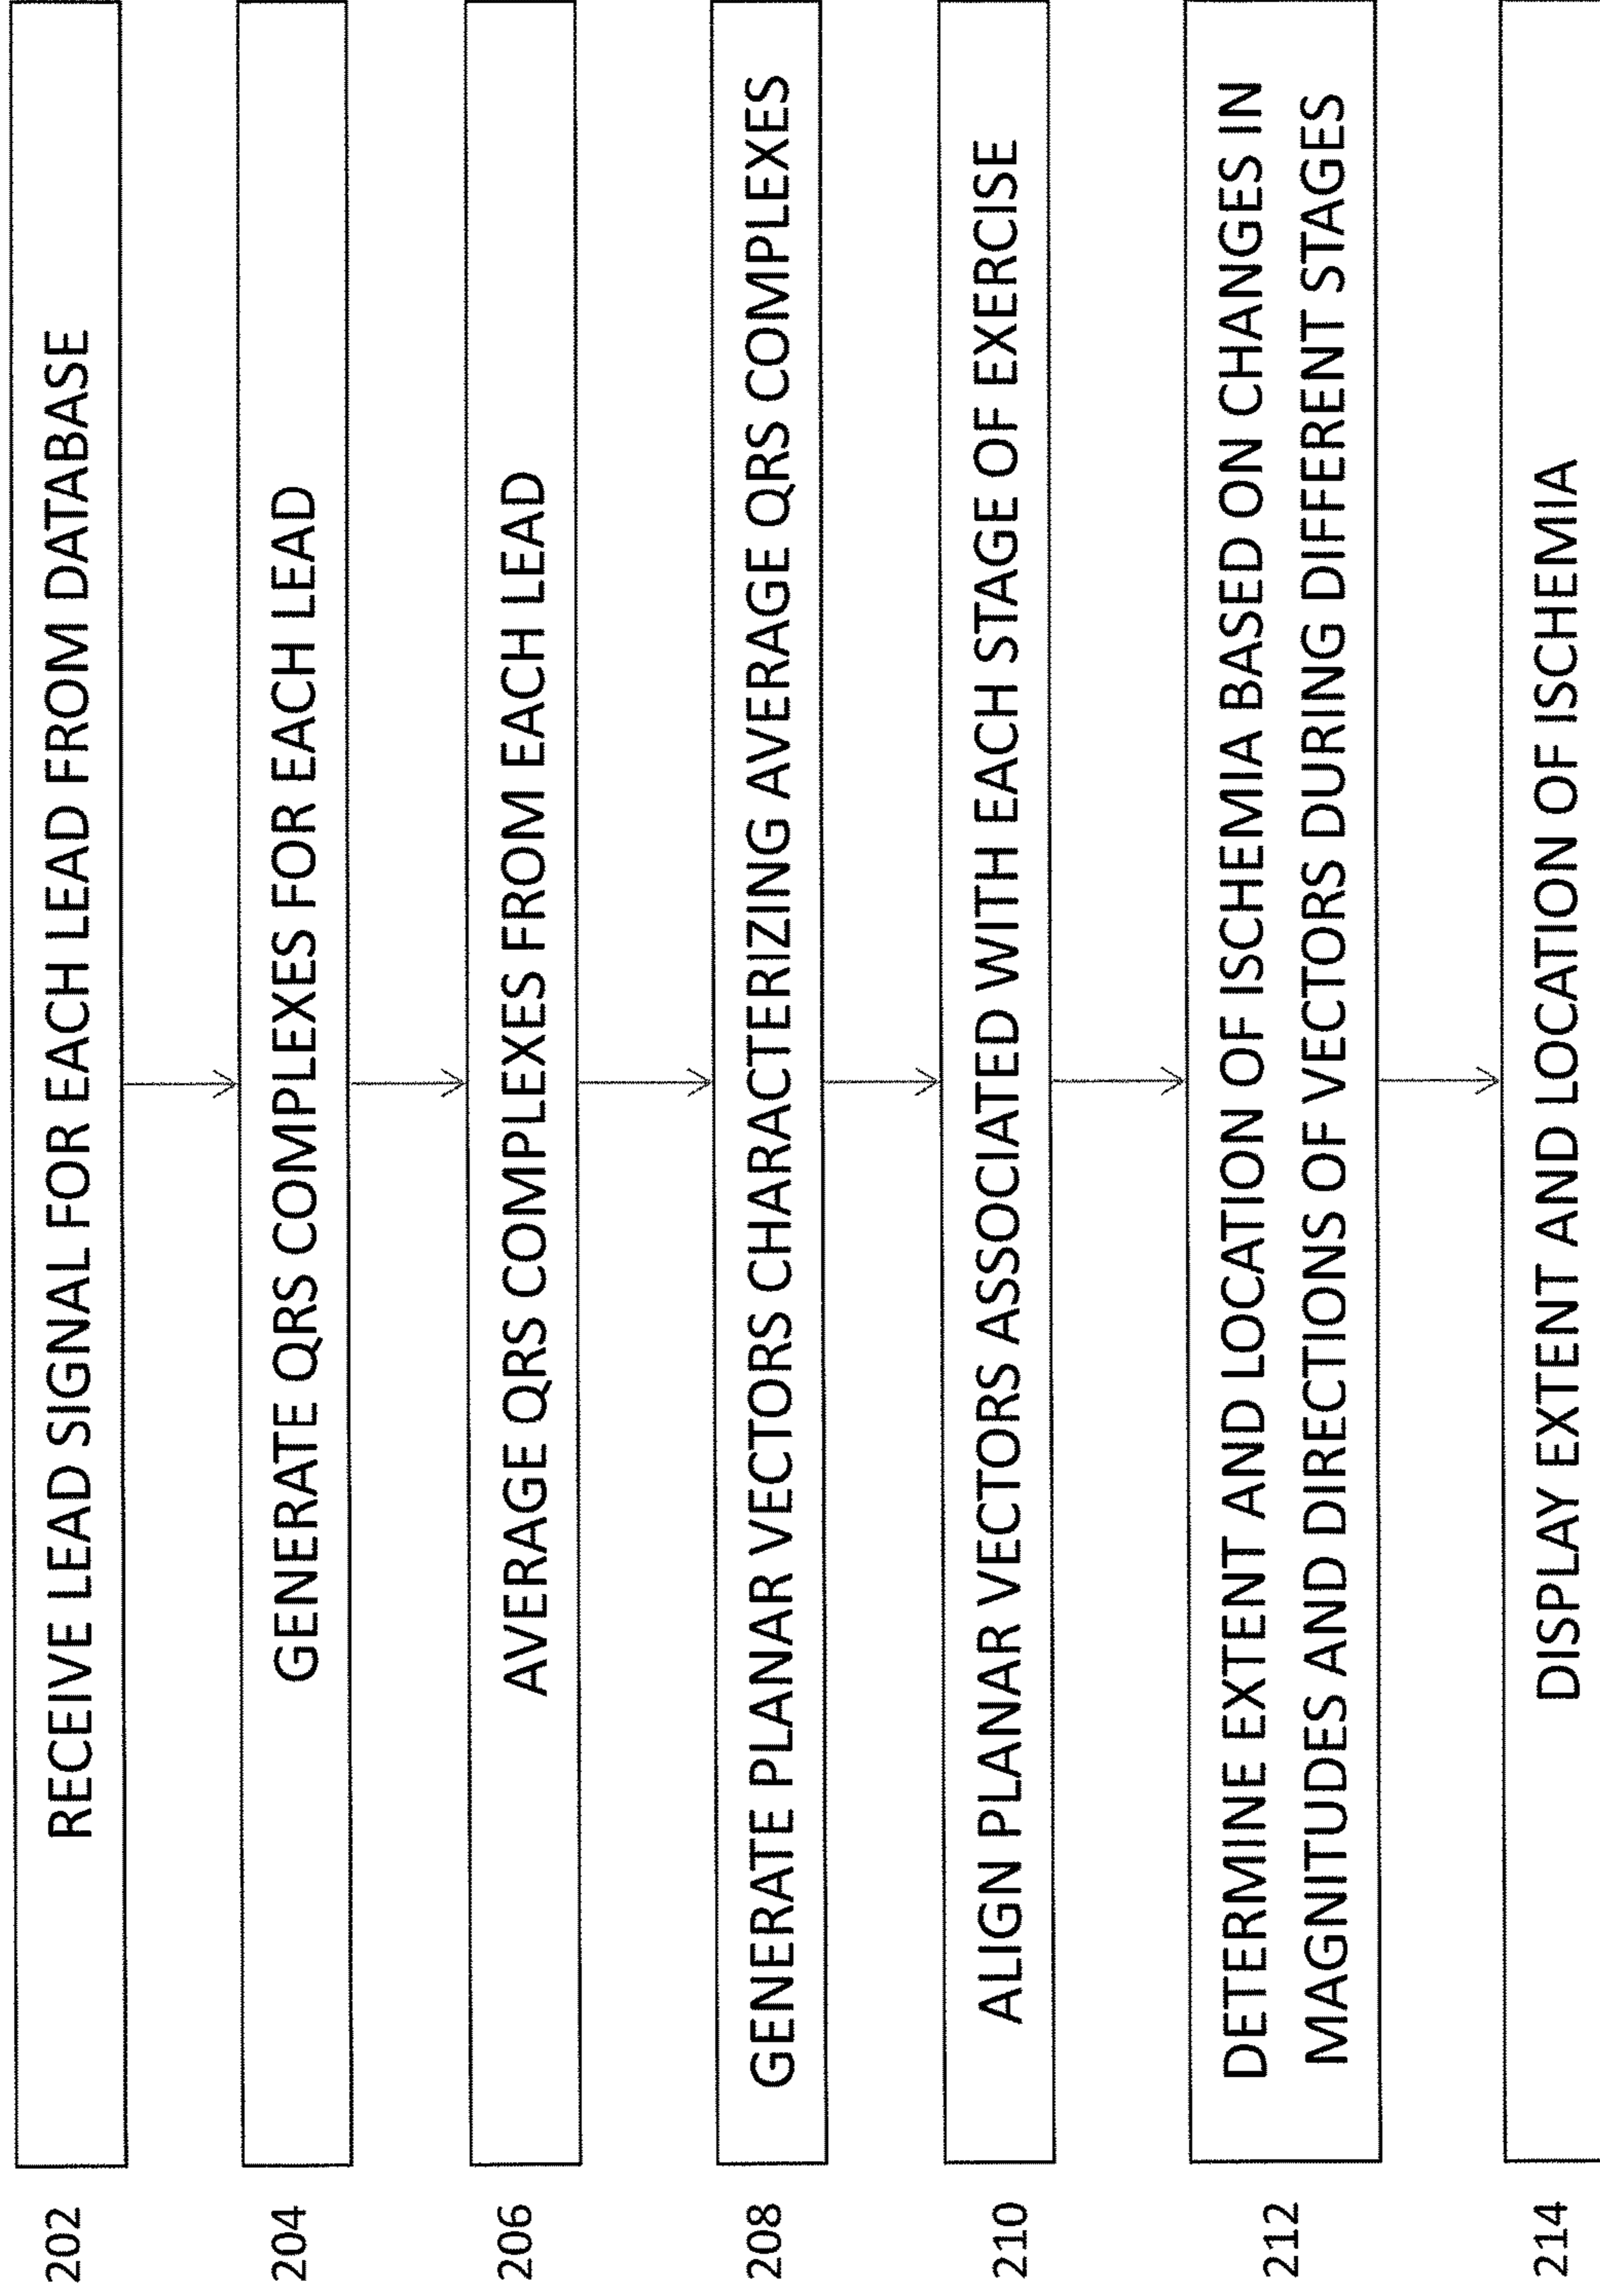 202
RECEIVE LEAD SIGNAL FOR EACH LEAD FROM DATABASE
204
GENERATE QRS COMPLEXES FOR EACH LEAD
206
AVERAGE QRS COMPLEXES FROM EACH LEAD
208
GENERATE PLANAR VECTORS CHARACTERIZING AVERAGE QRS COMPLEXES
210
ALIGN PLANAR VECTORS ASSOCIATED WITH EACH STAGE OF EXERCISE
212
DETERMINE EXTENT AND LOCATION OF ISCHEMIA BASED ON CHANGES IN
MAGNITUDES AND DIRECTIONS OF VECTORS DURING DIFFERENT STAGES
214
DISPLAY EXTENT AND LOCATION OF ISCHEMIA